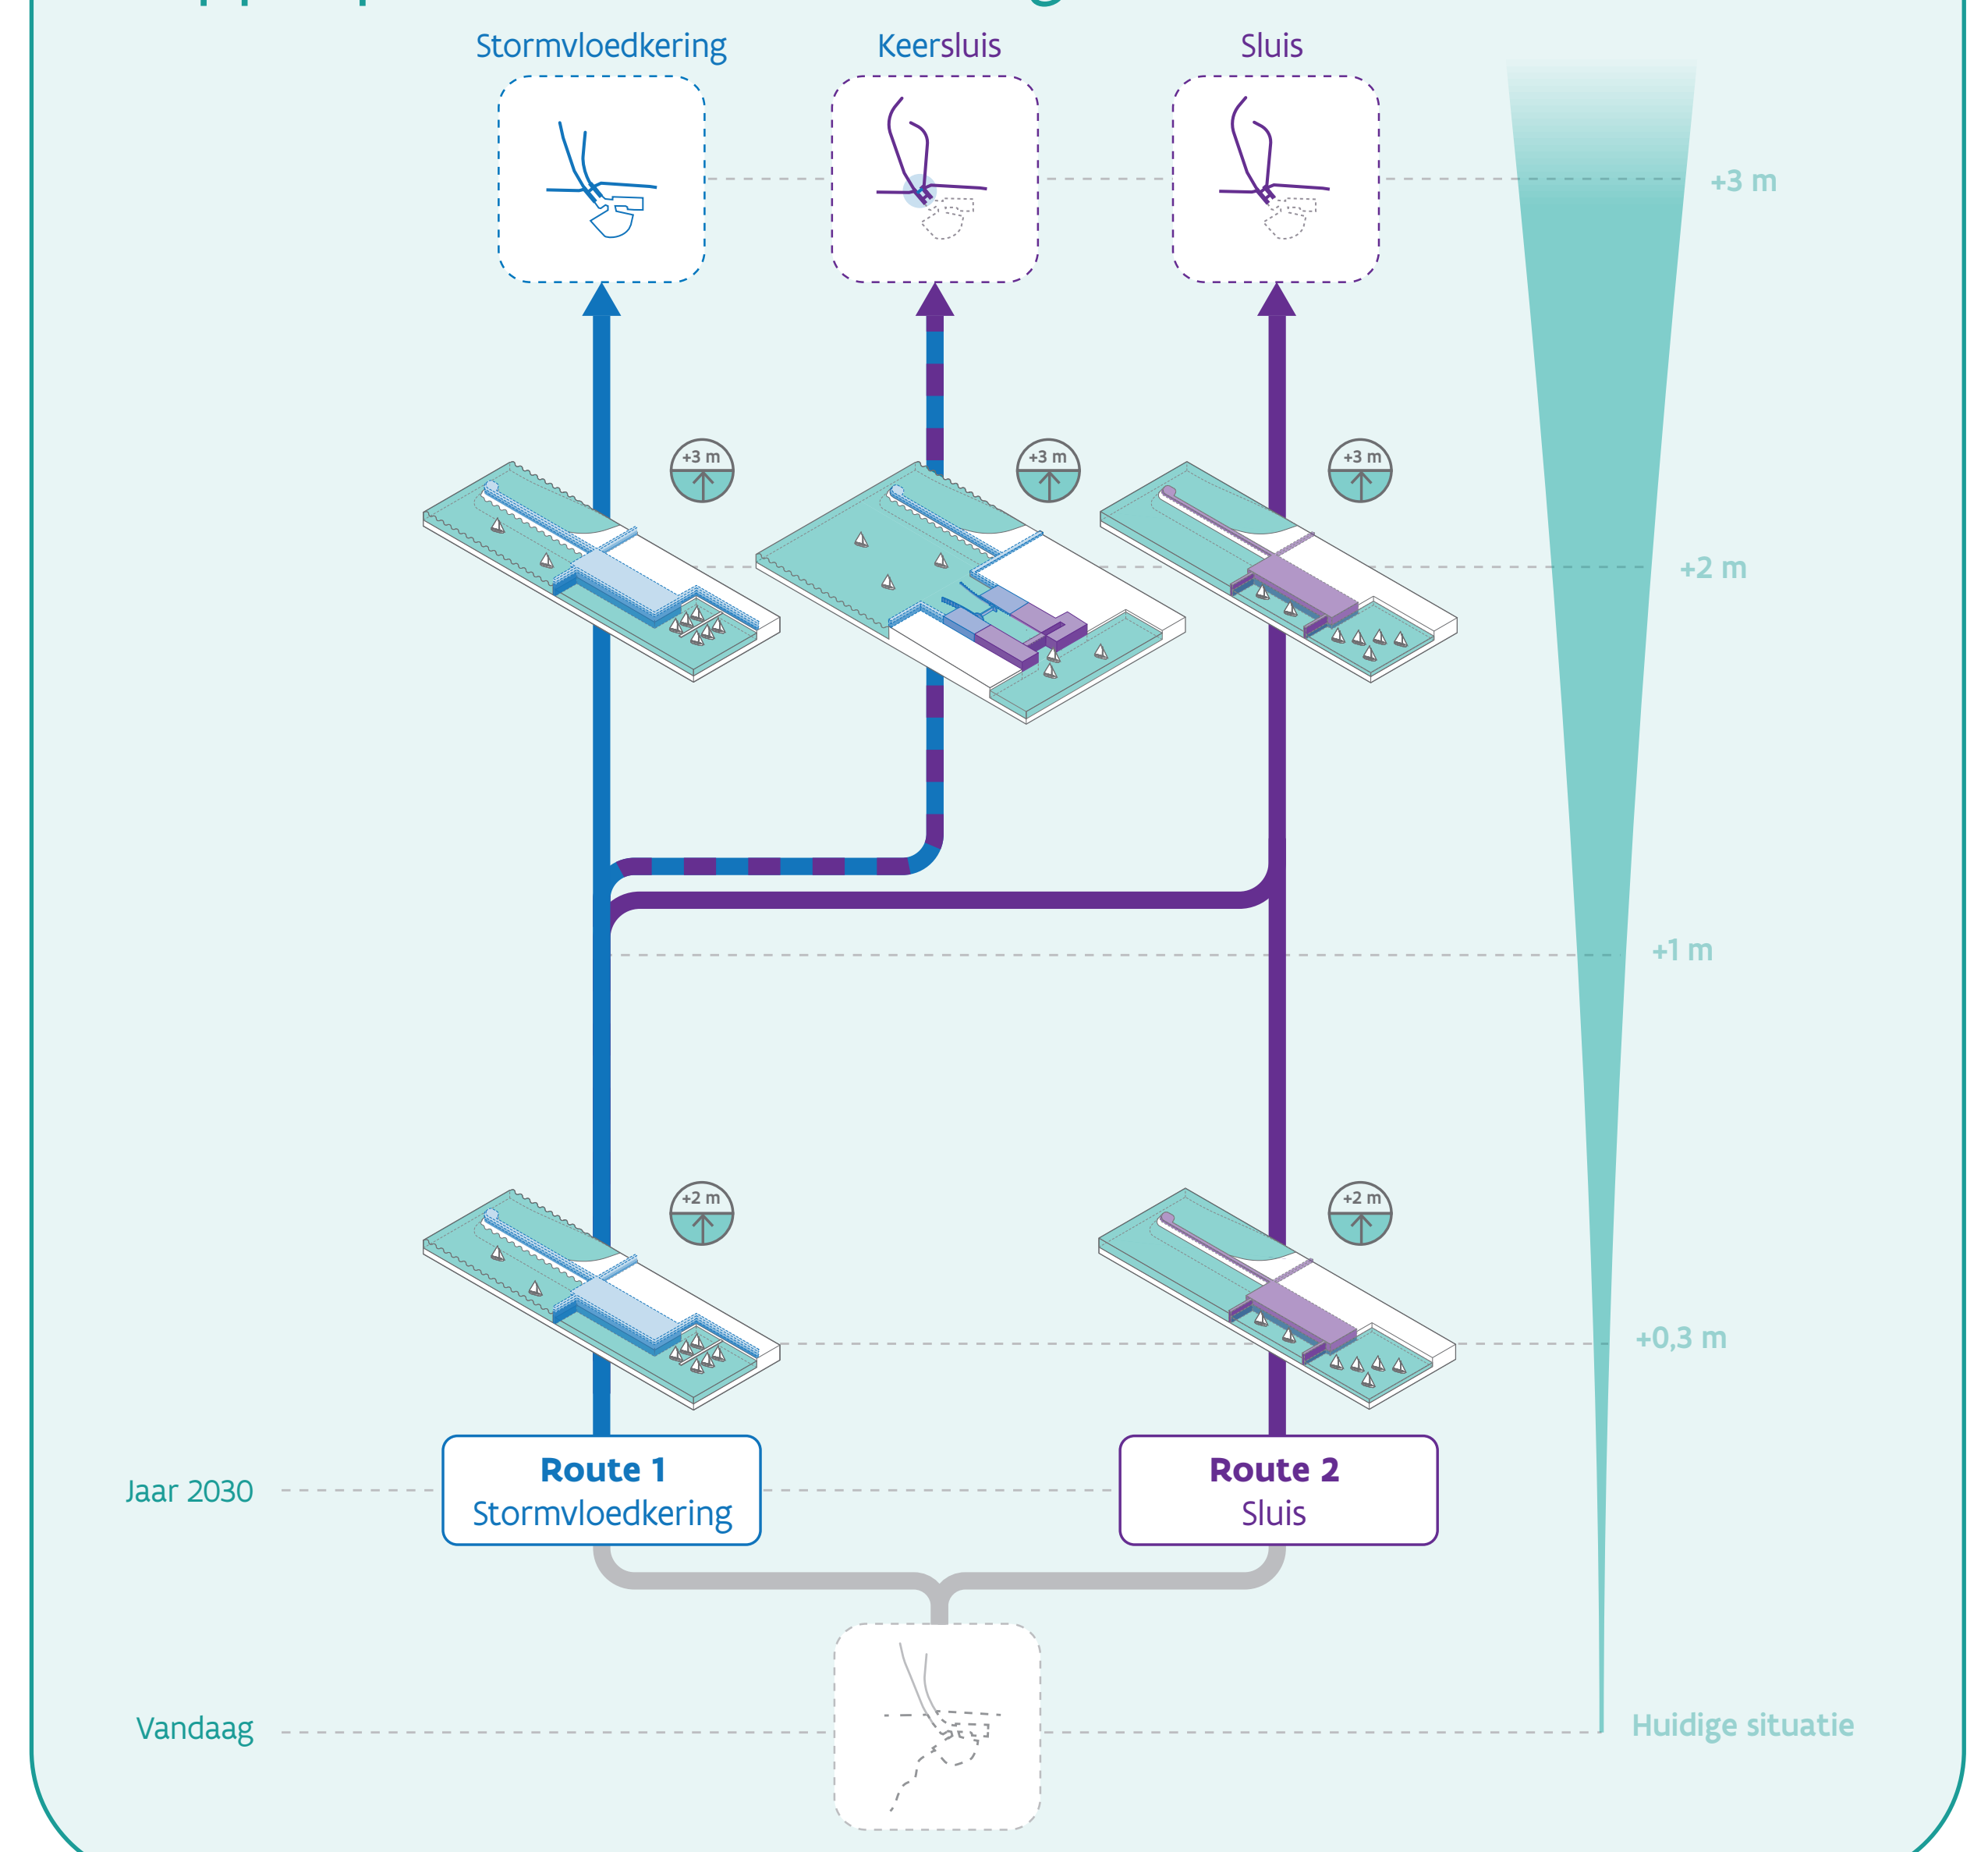 Stormvloedkering
Keersluis
Sluis
+3 m
+3 m
+3 m
+3 m
+2 m
+1 m
+2 m
+2 m
+0,3 m
Route 1
Stormvloedkering
Route 2
Sluis
Jaar 2030
Vandaag
Huidige situatie